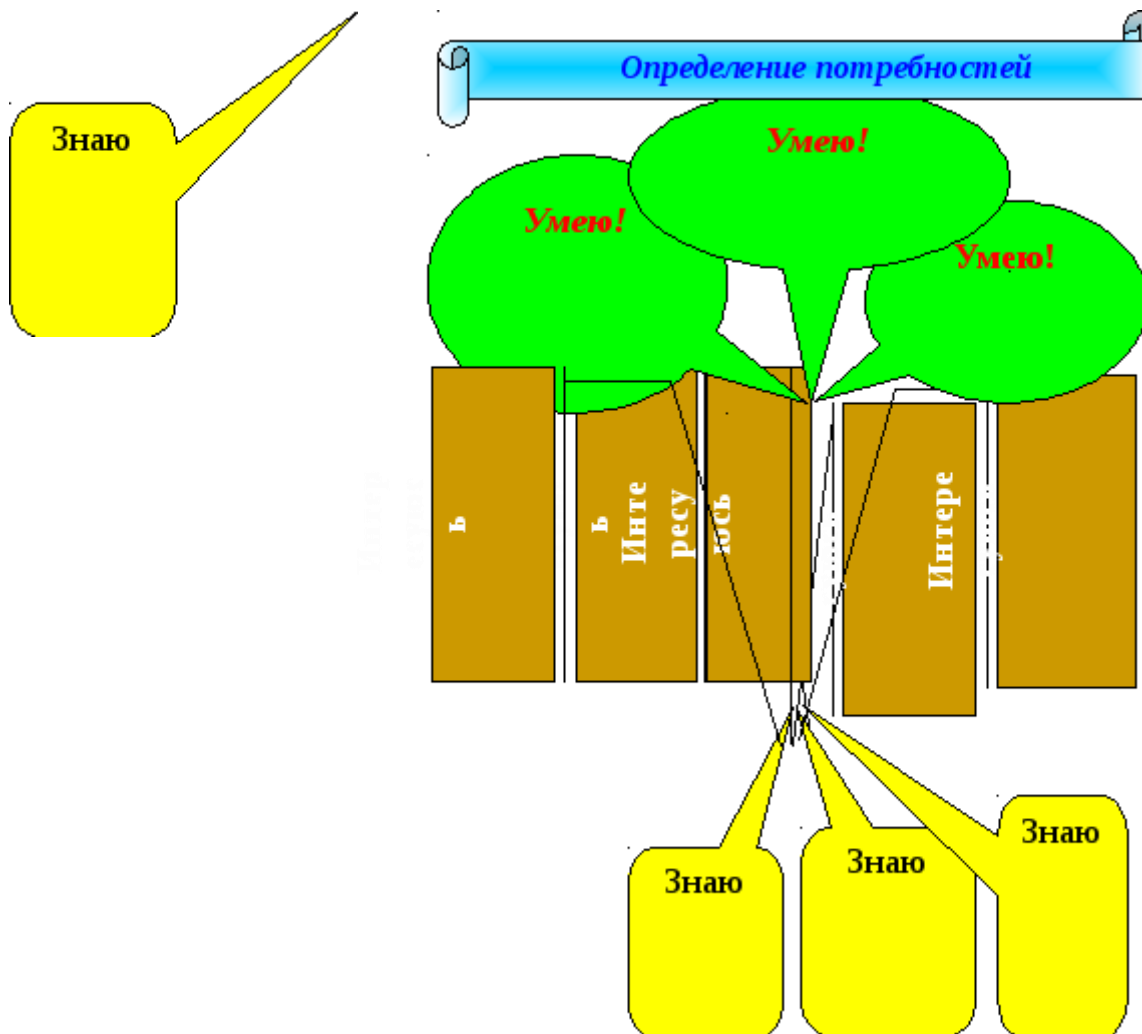 Определение потребностей
Знаю
Умею!
Умею!
Умею!
ь
ь
Инте
ресу
юсь
Интере
Знаю
Знаю
Знаю